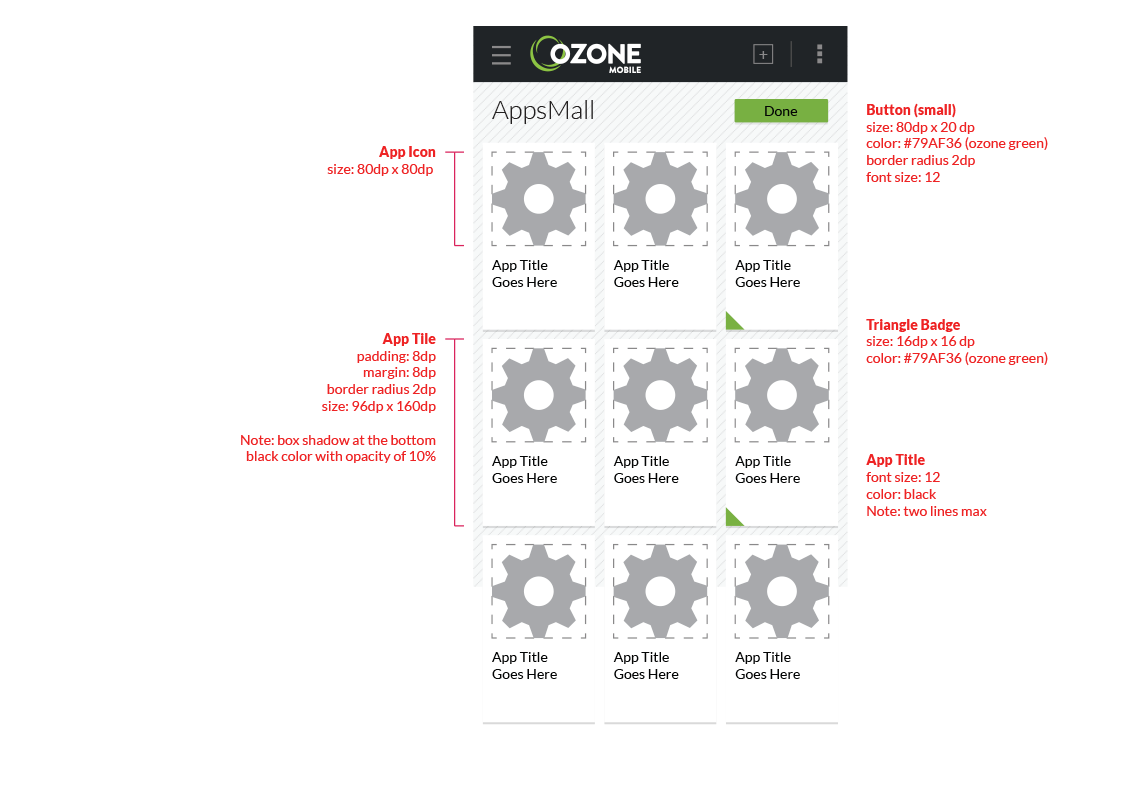 OZONE
MOBILE
AppsMall
Done
Button (small)
size: 80dp x 20 dp
color: #79AF36 (ozone green)
border radius 2dp
font size: 12
App Icon
size: 80dp x 80dp
App Title
Goes Here
App Title
Goes Here
App Title
Goes Here
App Tile
padding: 8dp
margin: 8dp
border radius 2dp
size: 96dp x 160dp
Note: box shadow at the bottom
black color with opacity of 10%
Triangle Badge
size: 16dp x 16 dp
color: #79AF36 (ozone green)
App Title
Goes Here
App Title
Goes Here
App Title
Goes Here
App Title
font size: 12
color: black
Note: two lines max
App Title
Goes Here
App Title
Goes Here
App Title
Goes Here